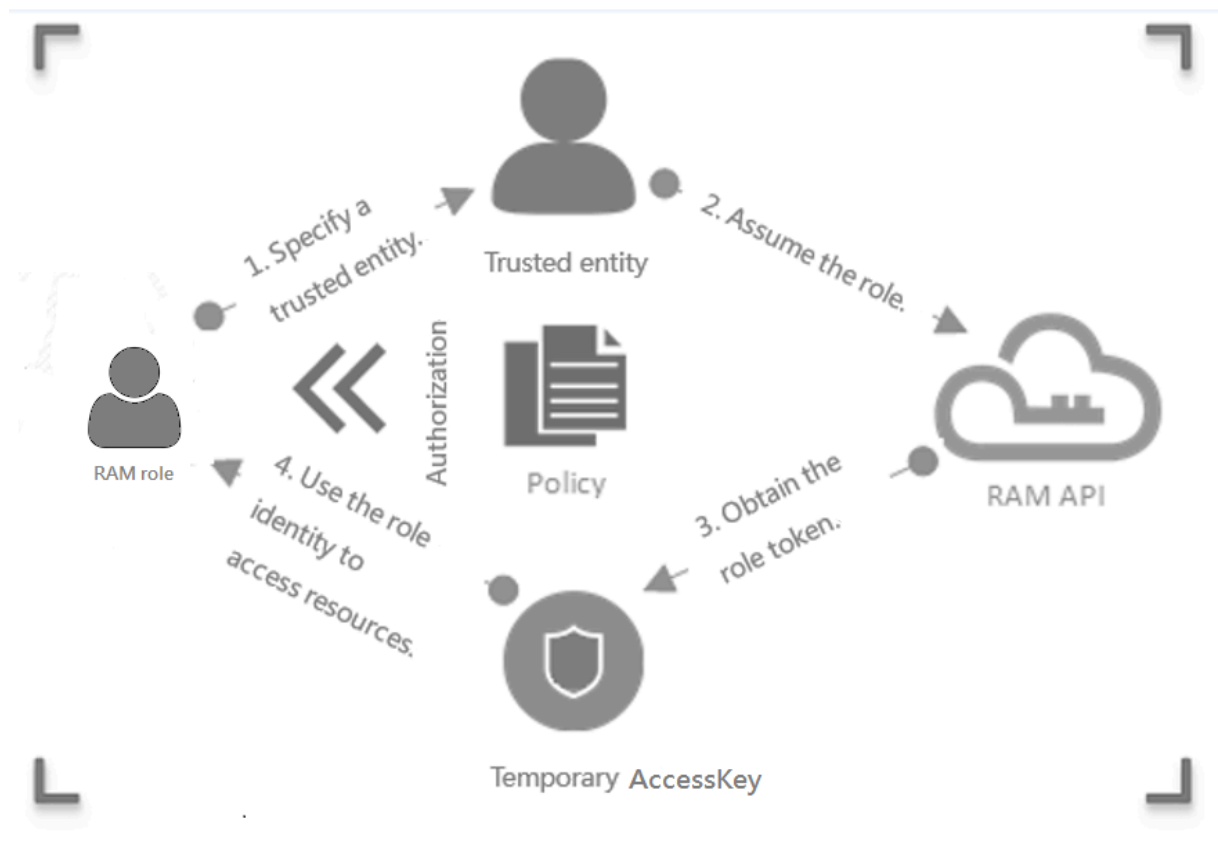 1. Specify a
trusted entity.
Trusted entity
2. Assume the role.
RAM role
Authorization
Policy
RAM API
3. Obtain the
role token.
4. Use the role
identity to
access resources.
Temporary AccessKey